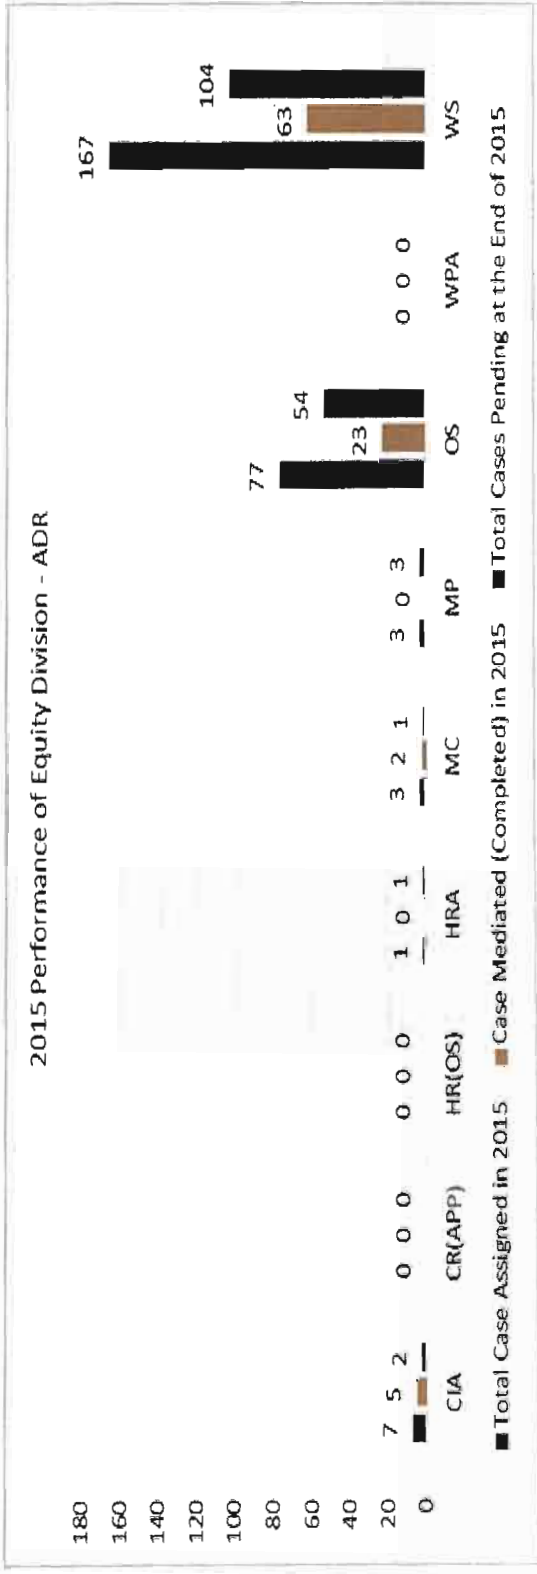 2015 Performance of Equity Division - ADR
180
160
140
120
100
80
60
40
20
0
7 5 2
0 0 0
0 0 0
1 0 1
3 2 1
3 0 3
77 23 54
0 0 0
167 63 104
CIA CR(APP) HR(OS) HRA MC MP OS WPA WS
Total Case Assigned in 2015 Case Mediated (Completed) in 2015 Total Cases Pending at the End of 2015